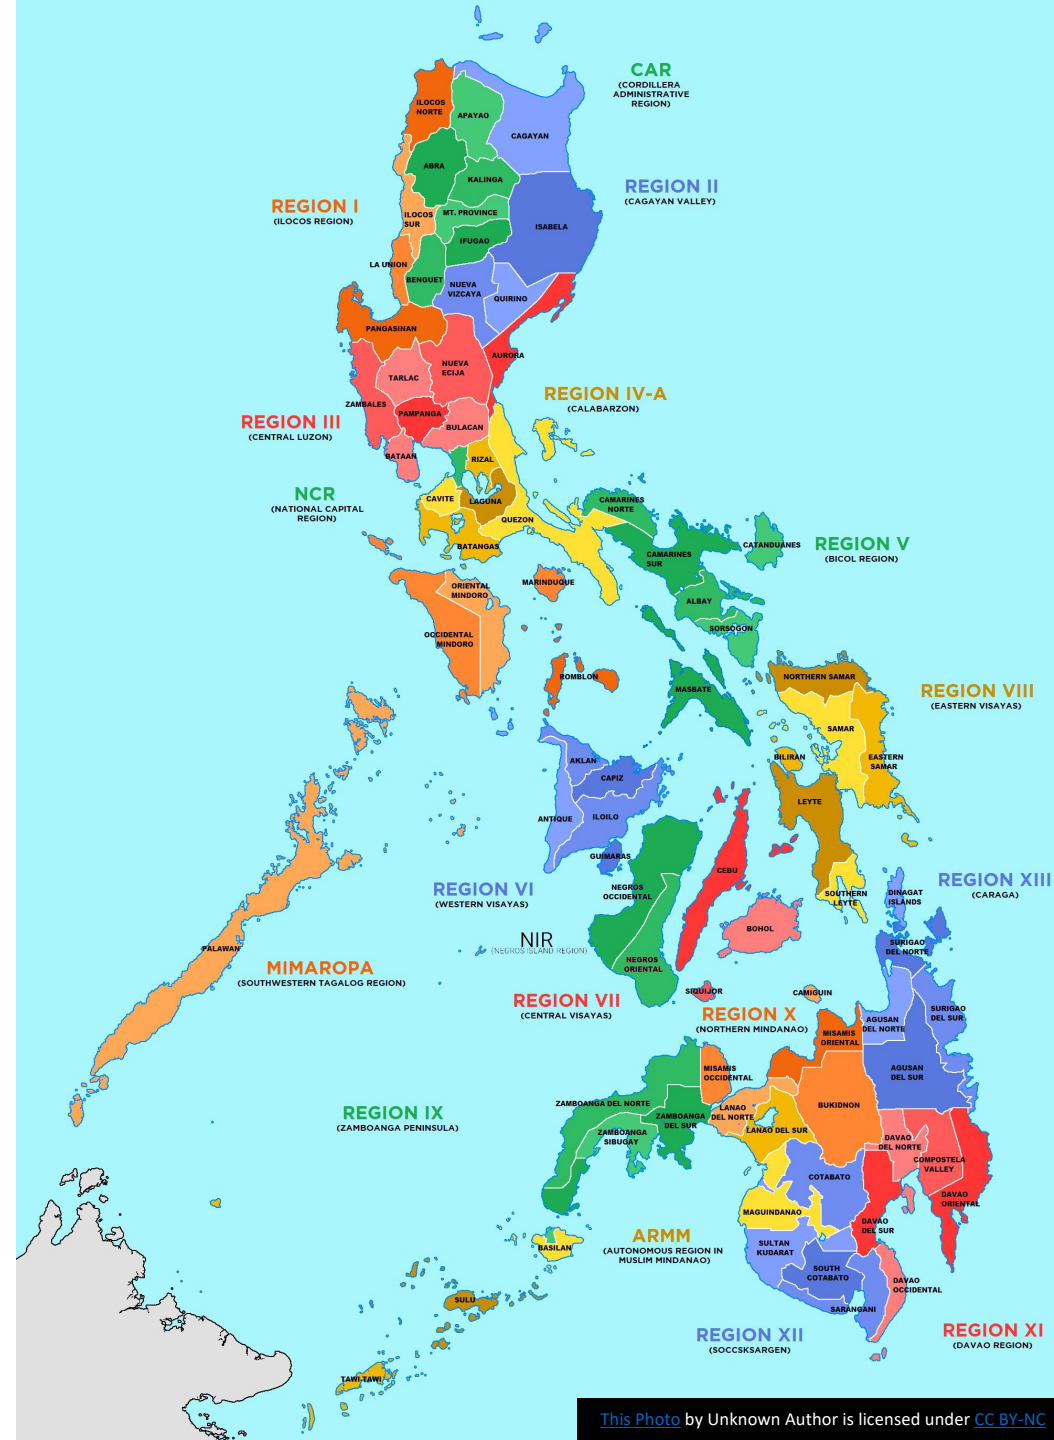 CAR
(CORDILLERA
ADMINISTRATIVE
REGION)
ILOCOS
NORTE
APAYAO
CAGAYAN
ABRA
KALINGA
REGION II
(CAGAYAN VALLEY)
REGION I
(ILOCOS REGION)
ILOCOS
SUR
MT. PROVINCE
IFUGAO
ISABELA
LA UNION
BENGUET
NUEVA
VIZCAYA
QUIRINO
PANGASINAN
AURORA
NUEVA
ECIJA
TARLAC
REGION IV-A
(CALABARZON)
ZAMBALES
PAMPANGA
REGION III
(CENTRAL LUZON)
BULACAN
BATAAN
RIZAL
NCR
(NATIONAL CAPITAL
REGION)
CAVITE
LAGUNA
QUEZON
BATANGAS
CAMARINES
NORTE
CAMARINES
SUR
CATANDUANES
REGION V
(BICOL REGION)
ORIENTAL
MINDORO
MARINDUQUE
ALBAY
SORSOGON
OCCIDENTAL
MINDORO
ROMBLON
MASBATE
NORTHERN SAMAR
REGION VIII
(EASTERN VISAYAS)
SAMAR
EASTERN
SAMAR
BILIRAN
AKLAN
CAPIZ
LEYTE
ANTIQUE
ILOILO
GUIMARAS
CEBU
NEGROS
OCCIDENTAL
REGION VI
(WESTERN VISAYAS)
SOUTHERN
LEYTE
DINAGAT
ISLANDS
REGION XIII
(CARAGA)
BOHOL
NIR
(NEGROS ISLAND REGION)
SURIGAO
DEL NORTE
PALAWAN
MIMAROPA
(SOUTHWESTERN TAGALOG REGION)
NEGROS
ORIENTAL
SIQUIJOR
CAMIGUIN
REGION VII
(CENTRAL VISAYAS)
REGION X
(NORTHERN MINDANAO)
SURIGAO
DEL SUR
AGUSAN
DEL NORTE
MISAMIS
ORIENTAL
MISAMIS
OCCIDENTAL
AGUSAN
DEL SUR
REGION IX
(ZAMBOANGA PENINSULA)
ZAMBOANGA DEL NORTE
ZAMBOANGA
DEL SUR
ZAMBOANGA
SIBUGAY
LANAO
DEL NORTE
LANAO DEL SUR
BUKIDNON
DAVAO
DEL NORTE
COMPOSTELA
VALLEY
COTABATO
DAVAO
ORIENTAL
MAGUINDANAO
DAVAO
DEL SUR
BASILAN
ARMM
(AUTONOMOUS REGION IN
MUSLIM MINDANAO)
SULTAN
KUDARAT
SOUTH
COTABATO
DAVAO
OCCIDENTAL
SULU
SARANGANI
REGION XII
(SOCCSKSARGEN)
REGION XI
(DAVAO REGION)
TAWI-TAWI
This Photo by Unknown Author is licensed under CC BY-NC